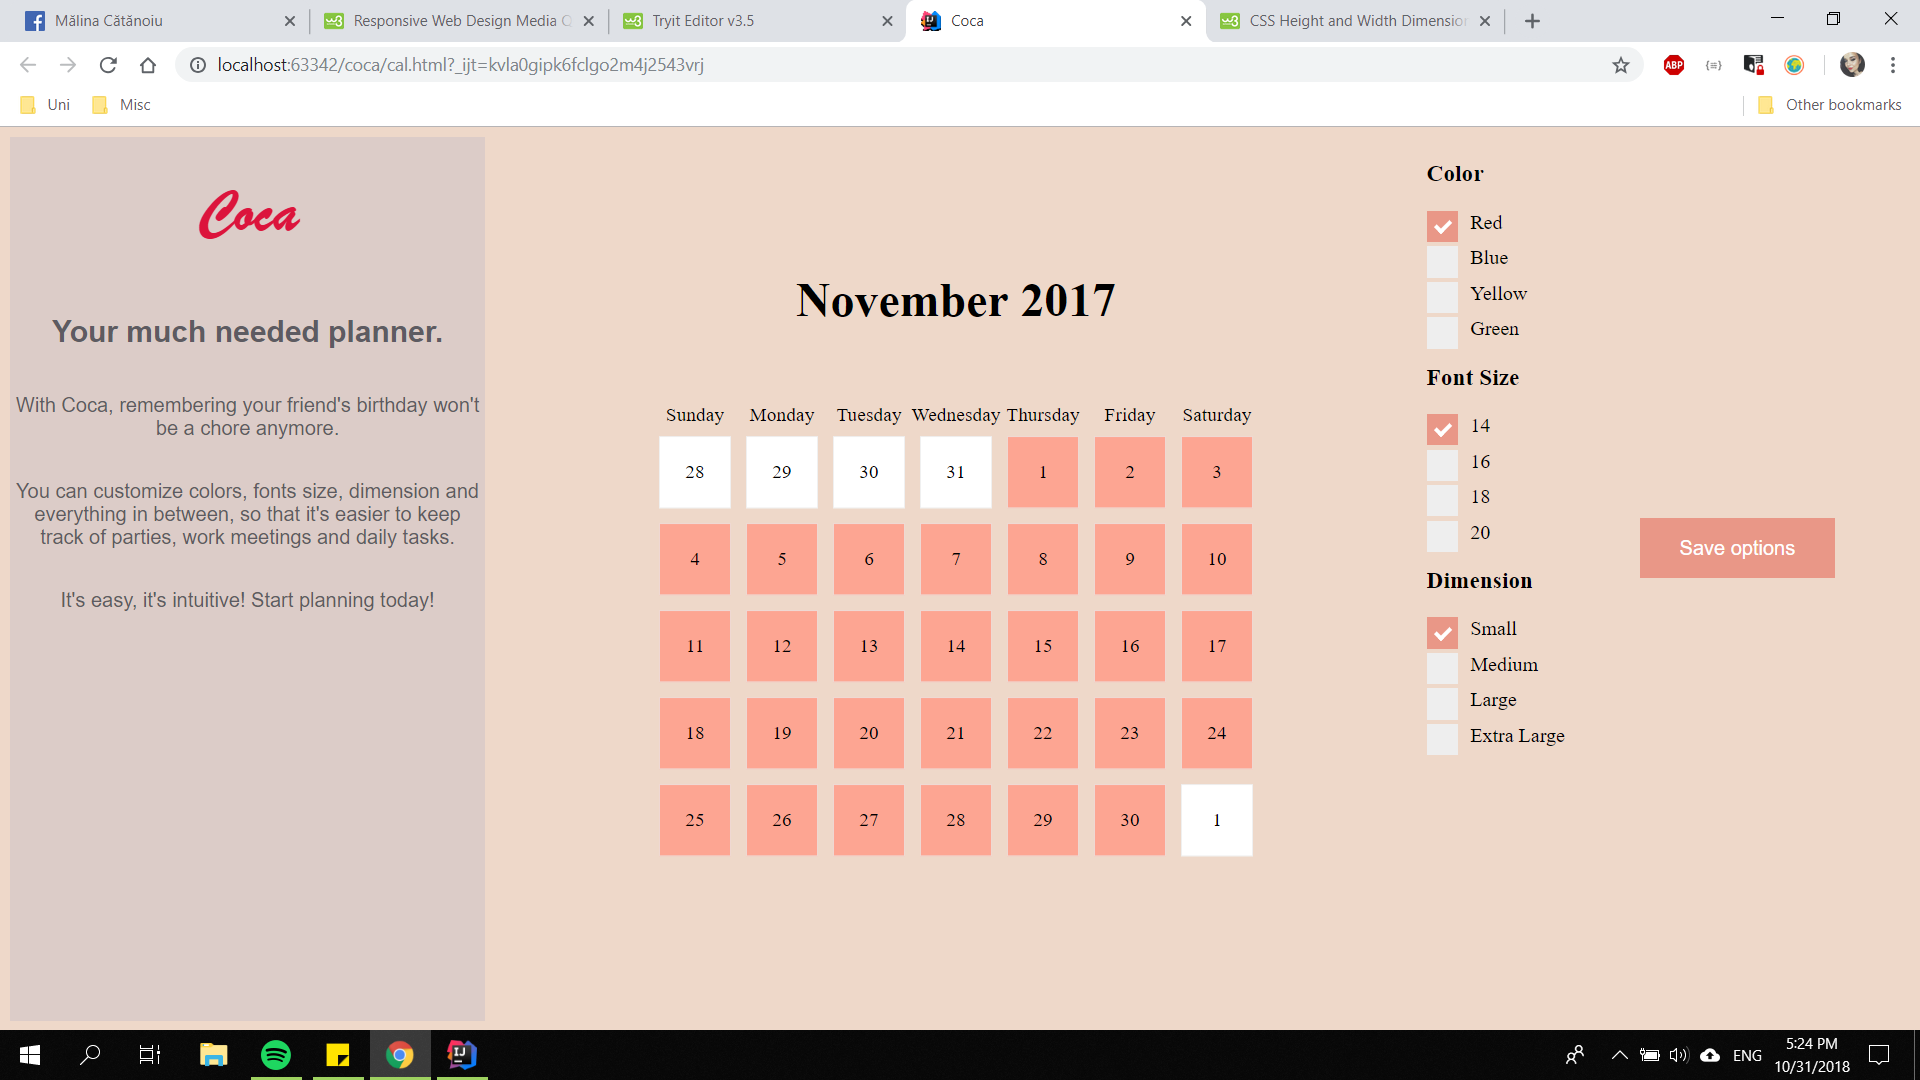 Mălina Cătănoiu
Responsive Web Design Media Q
Tryit Editor v3.5
Coca
CSS Height and Width Dimension
localhost:63342/coca/cal.html?_ijt=kvla0gipk6fclgo2m4j2543vrj
ABP
Uni
Misc
Other bookmarks
Coca
Your much needed planner.
With Coca, remembering your friend's birthday won't
be a chore anymore.
You can customize colors, fonts size, dimension and
everything in between, so that it's easier to keep
track of parties, work meetings and daily tasks.
It's easy, it's intuitive! Start planning today!
November 2017
Sunday Monday Tuesday Wednesday Thursday Friday Saturday
28 29 30 31 1 2 3
4 5 6 7 8 9 10
11 12 13 14 15 16 17
18 19 20 21 22 23 24
25 26 27 28 29 30 1
Color
Red
Blue
Yellow
Green
Font Size
14
16
18
20
Dimension
Small
Medium
Large
Extra Large
Save options
IJ
ENG
5:24 PM
10/31/2018